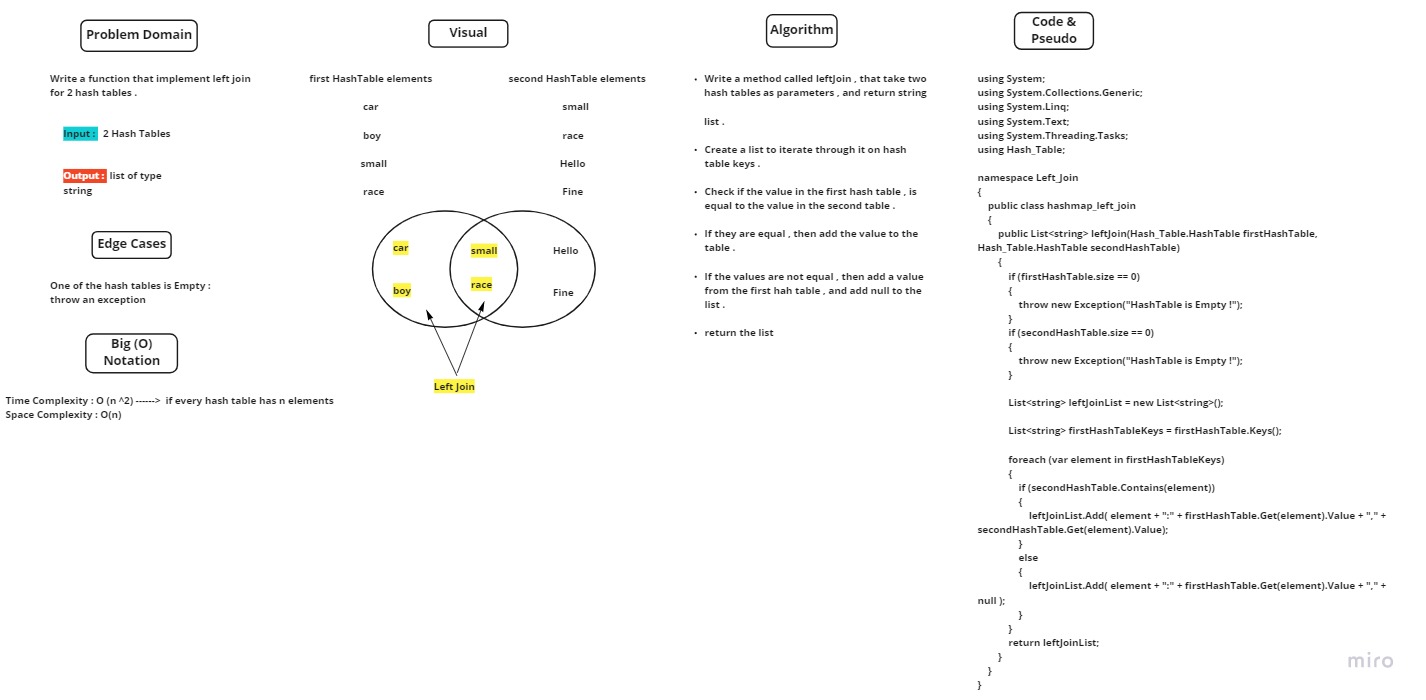 Problem Domain
Write a function that implement left join
for 2 hash tables .
Input : 2 Hash Tables
Output : list of type
string
Edge Cases
One of the hash tables is Empty :
throw an exception
Big (O)
Notation
Time Complexity : O (n ^2) ------> if every hash table has n elements
Space Complexity : O(n)
Visual
first HashTable elements
car
boy
small
race
second HashTable elements
small
race
Hello
Fine
car
boy
small
race
Hello
Fine
Left Join
Algorithm
• Write a method called leftJoin , that take two
hash tables as parameters , and return string
list .
• Create a list to iterate through it on hash
table keys .
• Check if the value in the first hash table , is
equal to the value in the second table .
• If they are equal , then add the value to the
table .
• If the values are not equal , then add a value
from the first hah table , and add null to the
list .
• return the list
Code &
Pseudo
using System;
using System.Collections.Generic;
using System.Linq;
using System.Text;
using System.Threading.Tasks;
using Hash_Table;
namespace Left_Join
{
public class hashmap_left_join
{
public List<string> leftJoin(Hash_Table.HashTable firstHashTable,
Hash_Table.HashTable secondHashTable)
{
if (firstHashTable.size == 0)
{
throw new Exception("HashTable is Empty !");
}
if (secondHashTable.size == 0)
{
throw new Exception("HashTable is Empty !");
}
List<string> leftJoinList = new List<string>();
List<string> firstHashTableKeys = firstHashTable.Keys();
foreach (var element in firstHashTableKeys)
{
if (secondHashTable.Contains(element))
{
leftJoinList.Add( element + ":" + firstHashTable.Get(element).Value + "," +
secondHashTable.Get(element).Value);
}
else
{
leftJoinList.Add( element + ":" + firstHashTable.Get(element).Value + "," +
null );
}
}
return leftJoinList;
}
}
}
miro